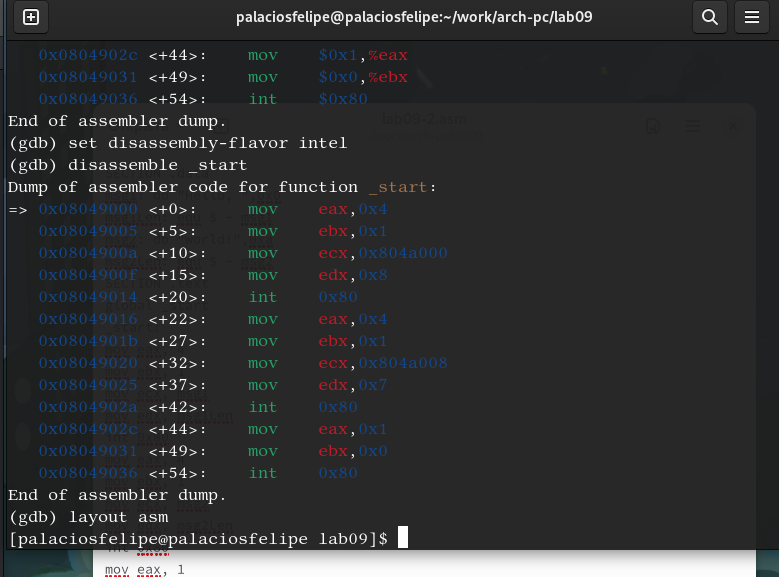 palaciosfelipe@palaciosfelipe:~/work/arch-pc/lab09
0x0804902c <+44>: mov $0x1,%eax
0x08049031 <+49>: mov $0x0,%ebx
0x08049036 <+54>: int $0x80
End of assembler dump.
lab09-2.asm
(gdb) set disassembly-flavor intel
(gdb) disassemble _start
Dump of assembler code for function _start:
=> 0x08049000 <+0>: mov eax,0x4
0x08049005 <+5>: mov ebx,0x1
0x0804900a <+10>: mov ecx,0x804a000
0x0804900f <+15>: mov edx,0x8
0x08049014 <+20>: int 0x80
0x08049016 <+22>: mov eax,0x4
0x0804901b <+27>: mov ebx,0x1
0x08049020 <+32>: mov ecx,0x804a008
0x08049025 <+37>: mov edx,0x7
0x0804902a <+42>: int 0x80
0x0804902c <+44>: mov eax,0x1
0x08049031 <+49>: mov ebx,0x0
0x08049036 <+54>: int 0x80
End of assembler dump.
(gdb) layout asm
[palaciosfelipe@palaciosfelipe lab09]$
mov eax, 1